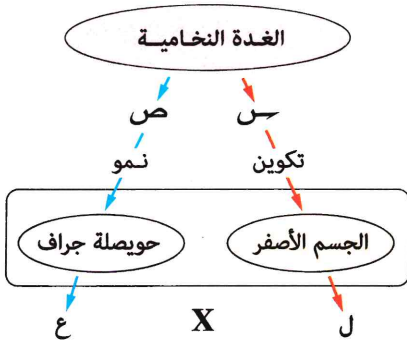 الغدة النخامية
س ص
تكوين نمو
الجسم الأصفر حويصلة جراف
ل X ع